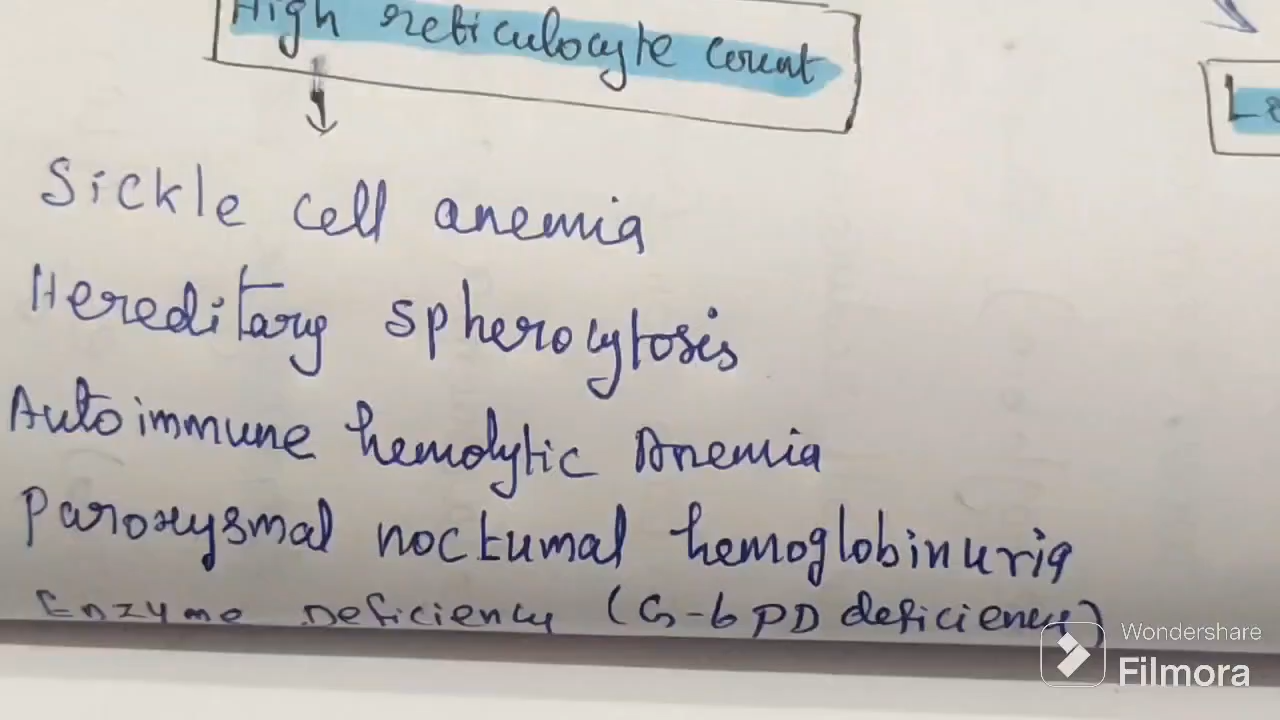 High reticulocyte count
Sickle cell anemia
Hereditary spherocytosis
Autoimmune hemolytic Anemia
Paroxysmal nocturnal hemoglobinuria
Enzyme Deficiency (G-6PD deficiency)
Wondershare
Filmora